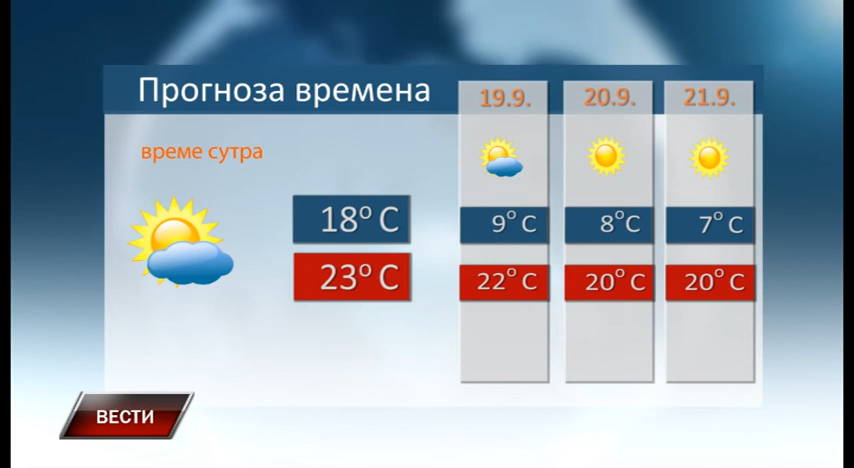 Прогноза времена
време сутра
18° C
23° C
19.9. 20.9. 21.9.
9° C 8°C 7° C
22° C 20° C 20° C
ВЕСТИ